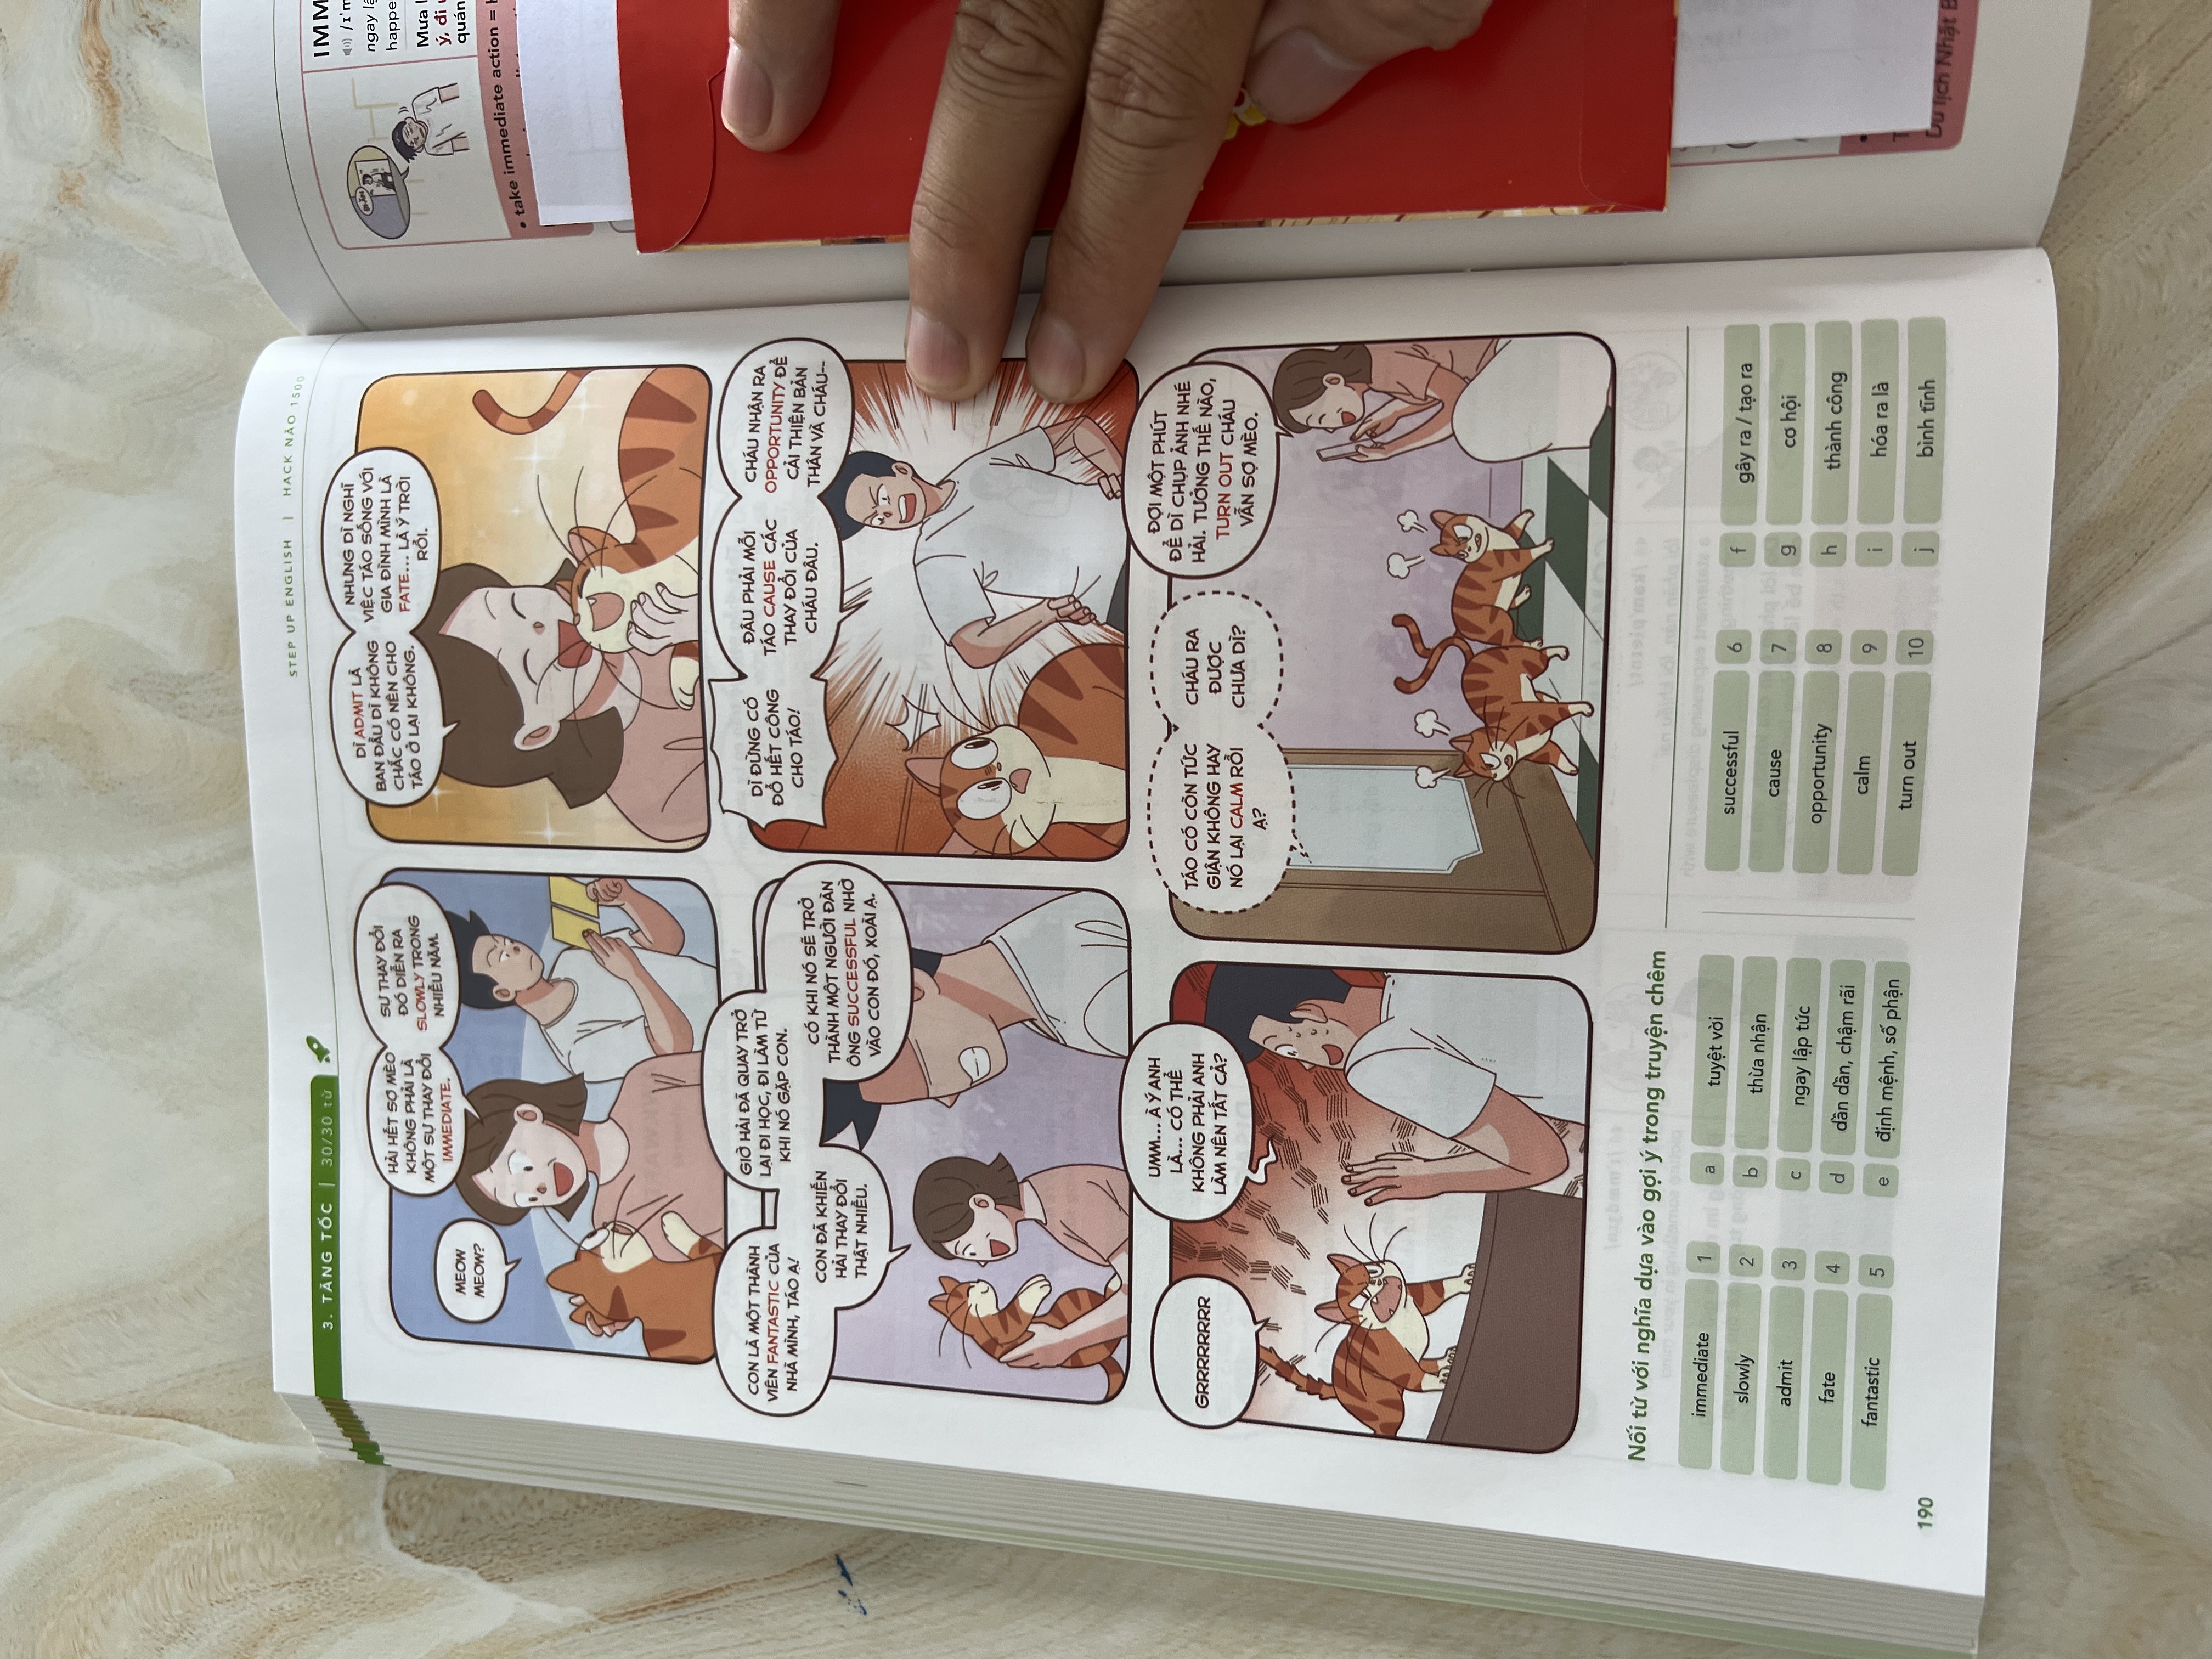 STEP UP ENGLISH | HACK NÃO 1500
3. TĂNG TỐC | 30/30 từ
MEOW
MEOW?
HẢI HẾT SỢ MÈO
KHÔNG PHẢI LÀ
MỘT SỰ THAY ĐỔI
IMMEDIATE.
SỰ THAY ĐỔI
ĐÓ DIỄN RA
SLOWLY TRONG
NHIỀU NĂM.
DÌ ADMIT LÀ
BAN ĐẦU DÌ KHÔNG
CHẮC CÓ NÊN CHO
TÁO Ở LẠI KHÔNG.
NHƯNG DÌ NGHĨ
VIỆC TÁO SỐNG VỚI
GIA ĐÌNH MÌNH LÀ
FATE... LÀ Ý TRỜI
RỒI.
CON LÀ MỘT THÀNH
VIÊN FANTASTIC CỦA
NHÀ MÌNH, TÁO Ạ!
CON ĐÃ KHIẾN
HẢI THAY ĐỔI
THẬT NHIỀU.
GIỜ HẢI ĐÃ QUAY TRỞ
LẠI ĐI HỌC, ĐI LÀM TỪ
KHI NÓ GẶP CON.
CÓ KHI NÓ SẼ TRỞ
THÀNH MỘT NGƯỜI ĐÀN
ÔNG SUCCESSFUL NHỜ
VÀO CON ĐÓ, XOÀI Ạ.
DÌ ĐỪNG CÓ
ĐỔ HẾT CÔNG
CHO TÁO!
ĐÂU PHẢI MỖI
TÁO CAUSE CÁC
THAY ĐỔI CỦA
CHÁU ĐÂU.
CHÁU NHẬN RA
OPPORTUNITY ĐỂ
CẢI THIỆN BẢN
THÂN VÀ CHÁU--
GRRRRRRRR
UMM... À Ý ANH
LÀ... CÓ THỂ
KHÔNG PHẢI ANH
LÀM NÊN TẤT CẢ?
TÁO CÓ CÒN TỨC
GIẬN KHÔNG HAY
NÓ LẠI CALM RỒI
Ạ?
CHÁU RA
ĐƯỢC
CHƯA DÌ?
ĐỢI MỘT PHÚT
ĐỂ DÌ CHỤP ẢNH NHÉ
HẢI. TƯỞNG THẾ NÀO,
TURN OUT CHÁU
VẪN SỢ MÈO.
Nối từ với nghĩa dựa vào gợi ý trong truyện chêm
immediate 1 a tuyệt vời
slowly 2 b thừa nhận
admit 3 c ngay lập tức
fate 4 d dần dần, chậm rãi
fantastic 5 e định mệnh, số phận
successful 6 f gây ra / tạo ra
cause 7 g cơ hội
opportunity 8 h thành công
calm 9 i hóa ra là
turn out 10 j bình tĩnh
190
IMM
ngay lậ
happe
Mưa
ý, đi
quán
• take immediate action =
Du lịch Nhật B